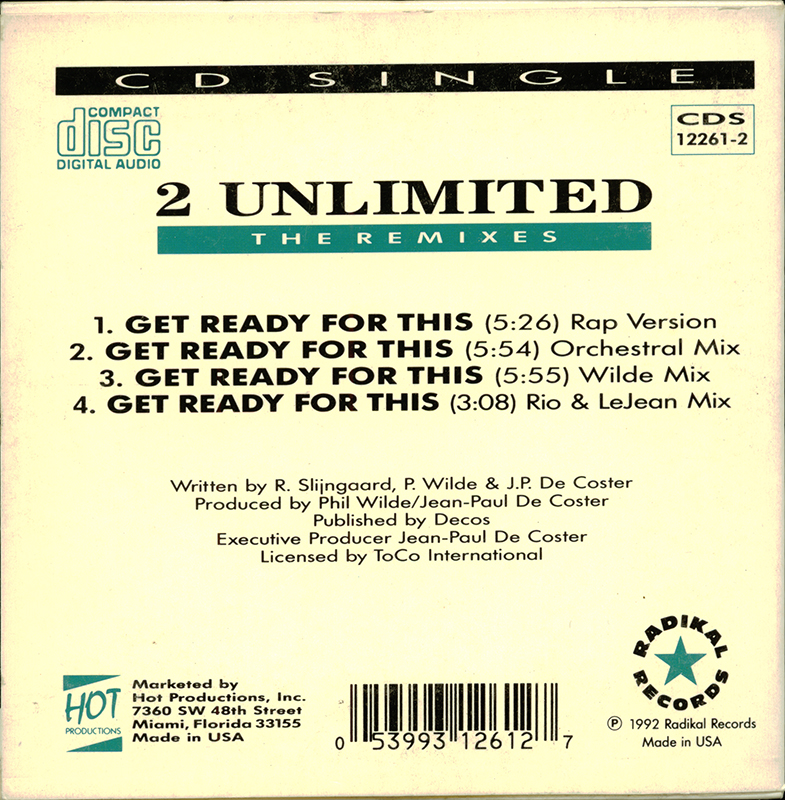 CD SINGLE
COMPACT
disc
DIGITAL AUDIO
CDS
12261-2
2 UNLIMITED
THE REMIXES
1. GET READY FOR THIS (5:26) Rap Version
2. GET READY FOR THIS (5:54) Orchestral Mix
3. GET READY FOR THIS (5:55) Wilde Mix
4. GET READY FOR THIS (3:08) Rio & LeJean Mix
Written by R. Slijngaard, P. Wilde & J.P. De Coster
Produced by Phil Wilde/Jean-Paul De Coster
Published by Decos
Executive Producer Jean-Paul De Coster
Licensed by ToCo International
HOT
PRODUCTIONS
Marketed by
Hot Productions, Inc.
7360 SW 48th Street
Miami, Florida 33155
Made in USA
0 53993 12612 7
RADIKAL
RECORDS
℗ 1992 Radikal Records
Made in USA